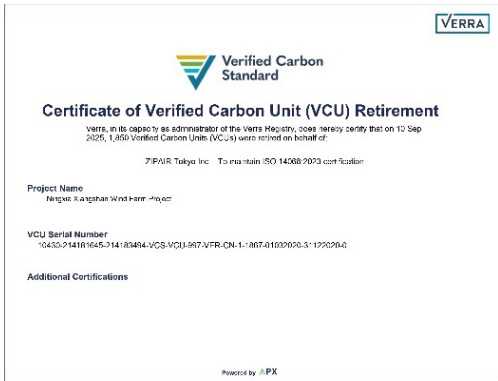 VERRA
Verified Carbon
Standard
Certificate of Verified Carbon Unit (VCU) Retirement
Verra, in its capacity as administrator of the Verra Registry, does hereby certify that on 10 Sep
2025, 1,850 Verified Carbon Units (VCUs) were retired on behalf of:
ZIPAIR Tokyo Inc To maintain ISO 14068:2023 certification
Project Name
Ningxia Xiangshan Wind Farm Project
VCU Serial Number
10430-214181645-214183494-VCS-VCU-997-VER-CN-1-1867-01032020-31122020-0
Additional Certifications
Powered by APX